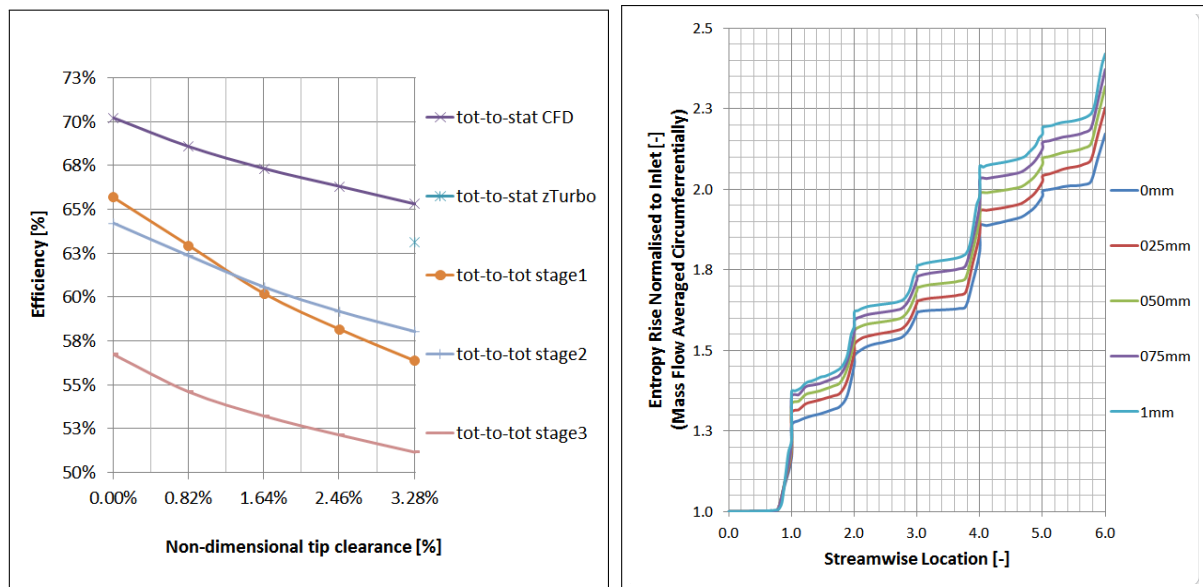 73%
70%
68%
65%
63%
60%
58%
55%
53%
50%
Efficiency [%]
0.00% 0.82% 1.64% 2.46% 3.28%
Non-dimensional tip clearance [%]
tot-to-stat CFD
tot-to-stat zTurbo
tot-to-tot stage1
tot-to-tot stage2
tot-to-tot stage3
2.5
2.3
2.0
1.8
1.5
1.3
1.0
Entropy Rise Normalised to Inlet [-]
(Mass Flow Averaged Circumferrentially)
0.0 1.0 2.0 3.0 4.0 5.0 6.0
Streamwise Location [-]
0mm
025mm
050mm
075mm
1mm